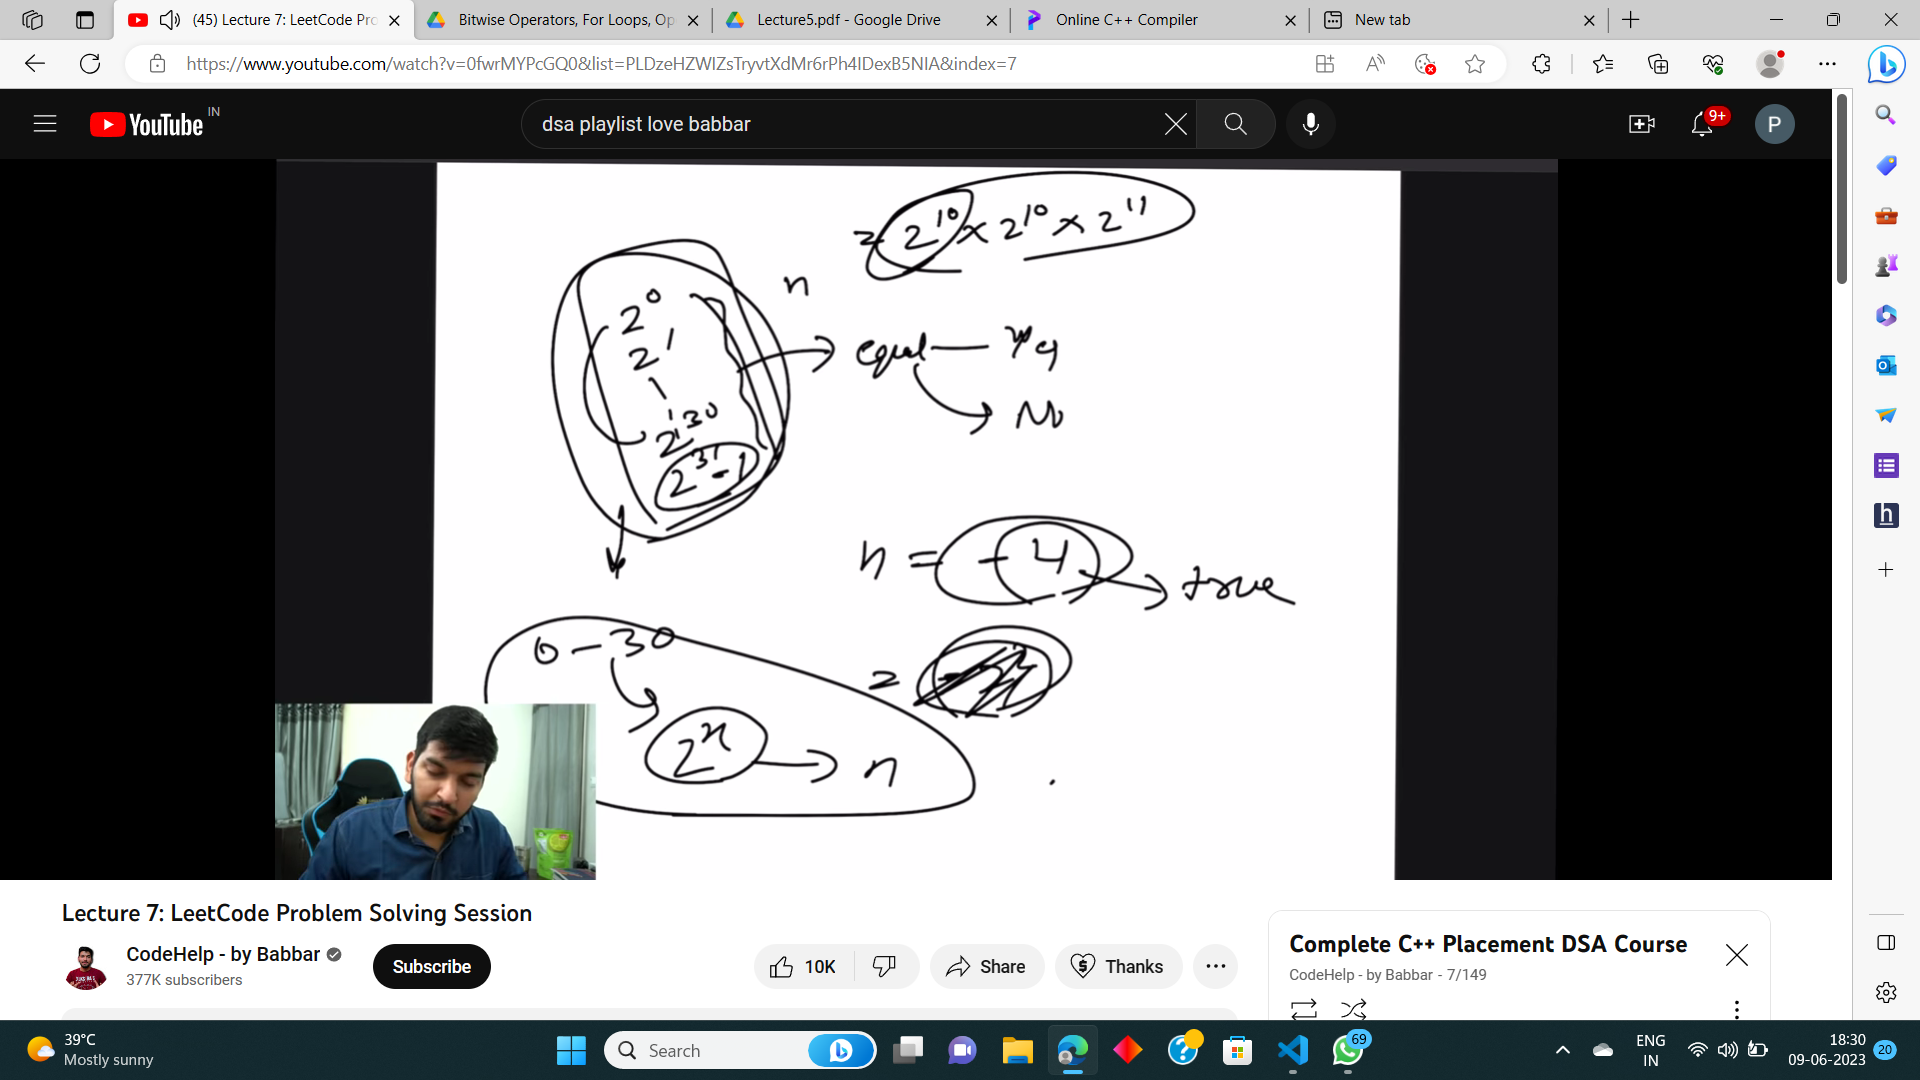 (45) Lecture 7: LeetCode Pro
Bitwise Operators, For Loops, Op
Lecture5.pdf - Google Drive
Online C++ Compiler
New tab
https://www.youtube.com/watch?v=0fwrMYPcGQ0&list=PLDzeHZWIZsTryvtXdMr6rPh4IDexB5NIA&index=7
YouTube IN
dsa playlist love babbar
9+
P
2^10 × 2^10 × 2^11
n
2^0
2^1
2^30
2^31-1
equal
No
n = -4 → true
0 - 30
=
2^n → n
Lecture 7: LeetCode Problem Solving Session
CodeHelp - by Babbar
377K subscribers
Subscribe
10K
Share
Thanks
Complete C++ Placement DSA Course
CodeHelp - by Babbar - 7/149
39°C
Mostly sunny
Search
69
ENG
IN
18:30
09-06-2023
20